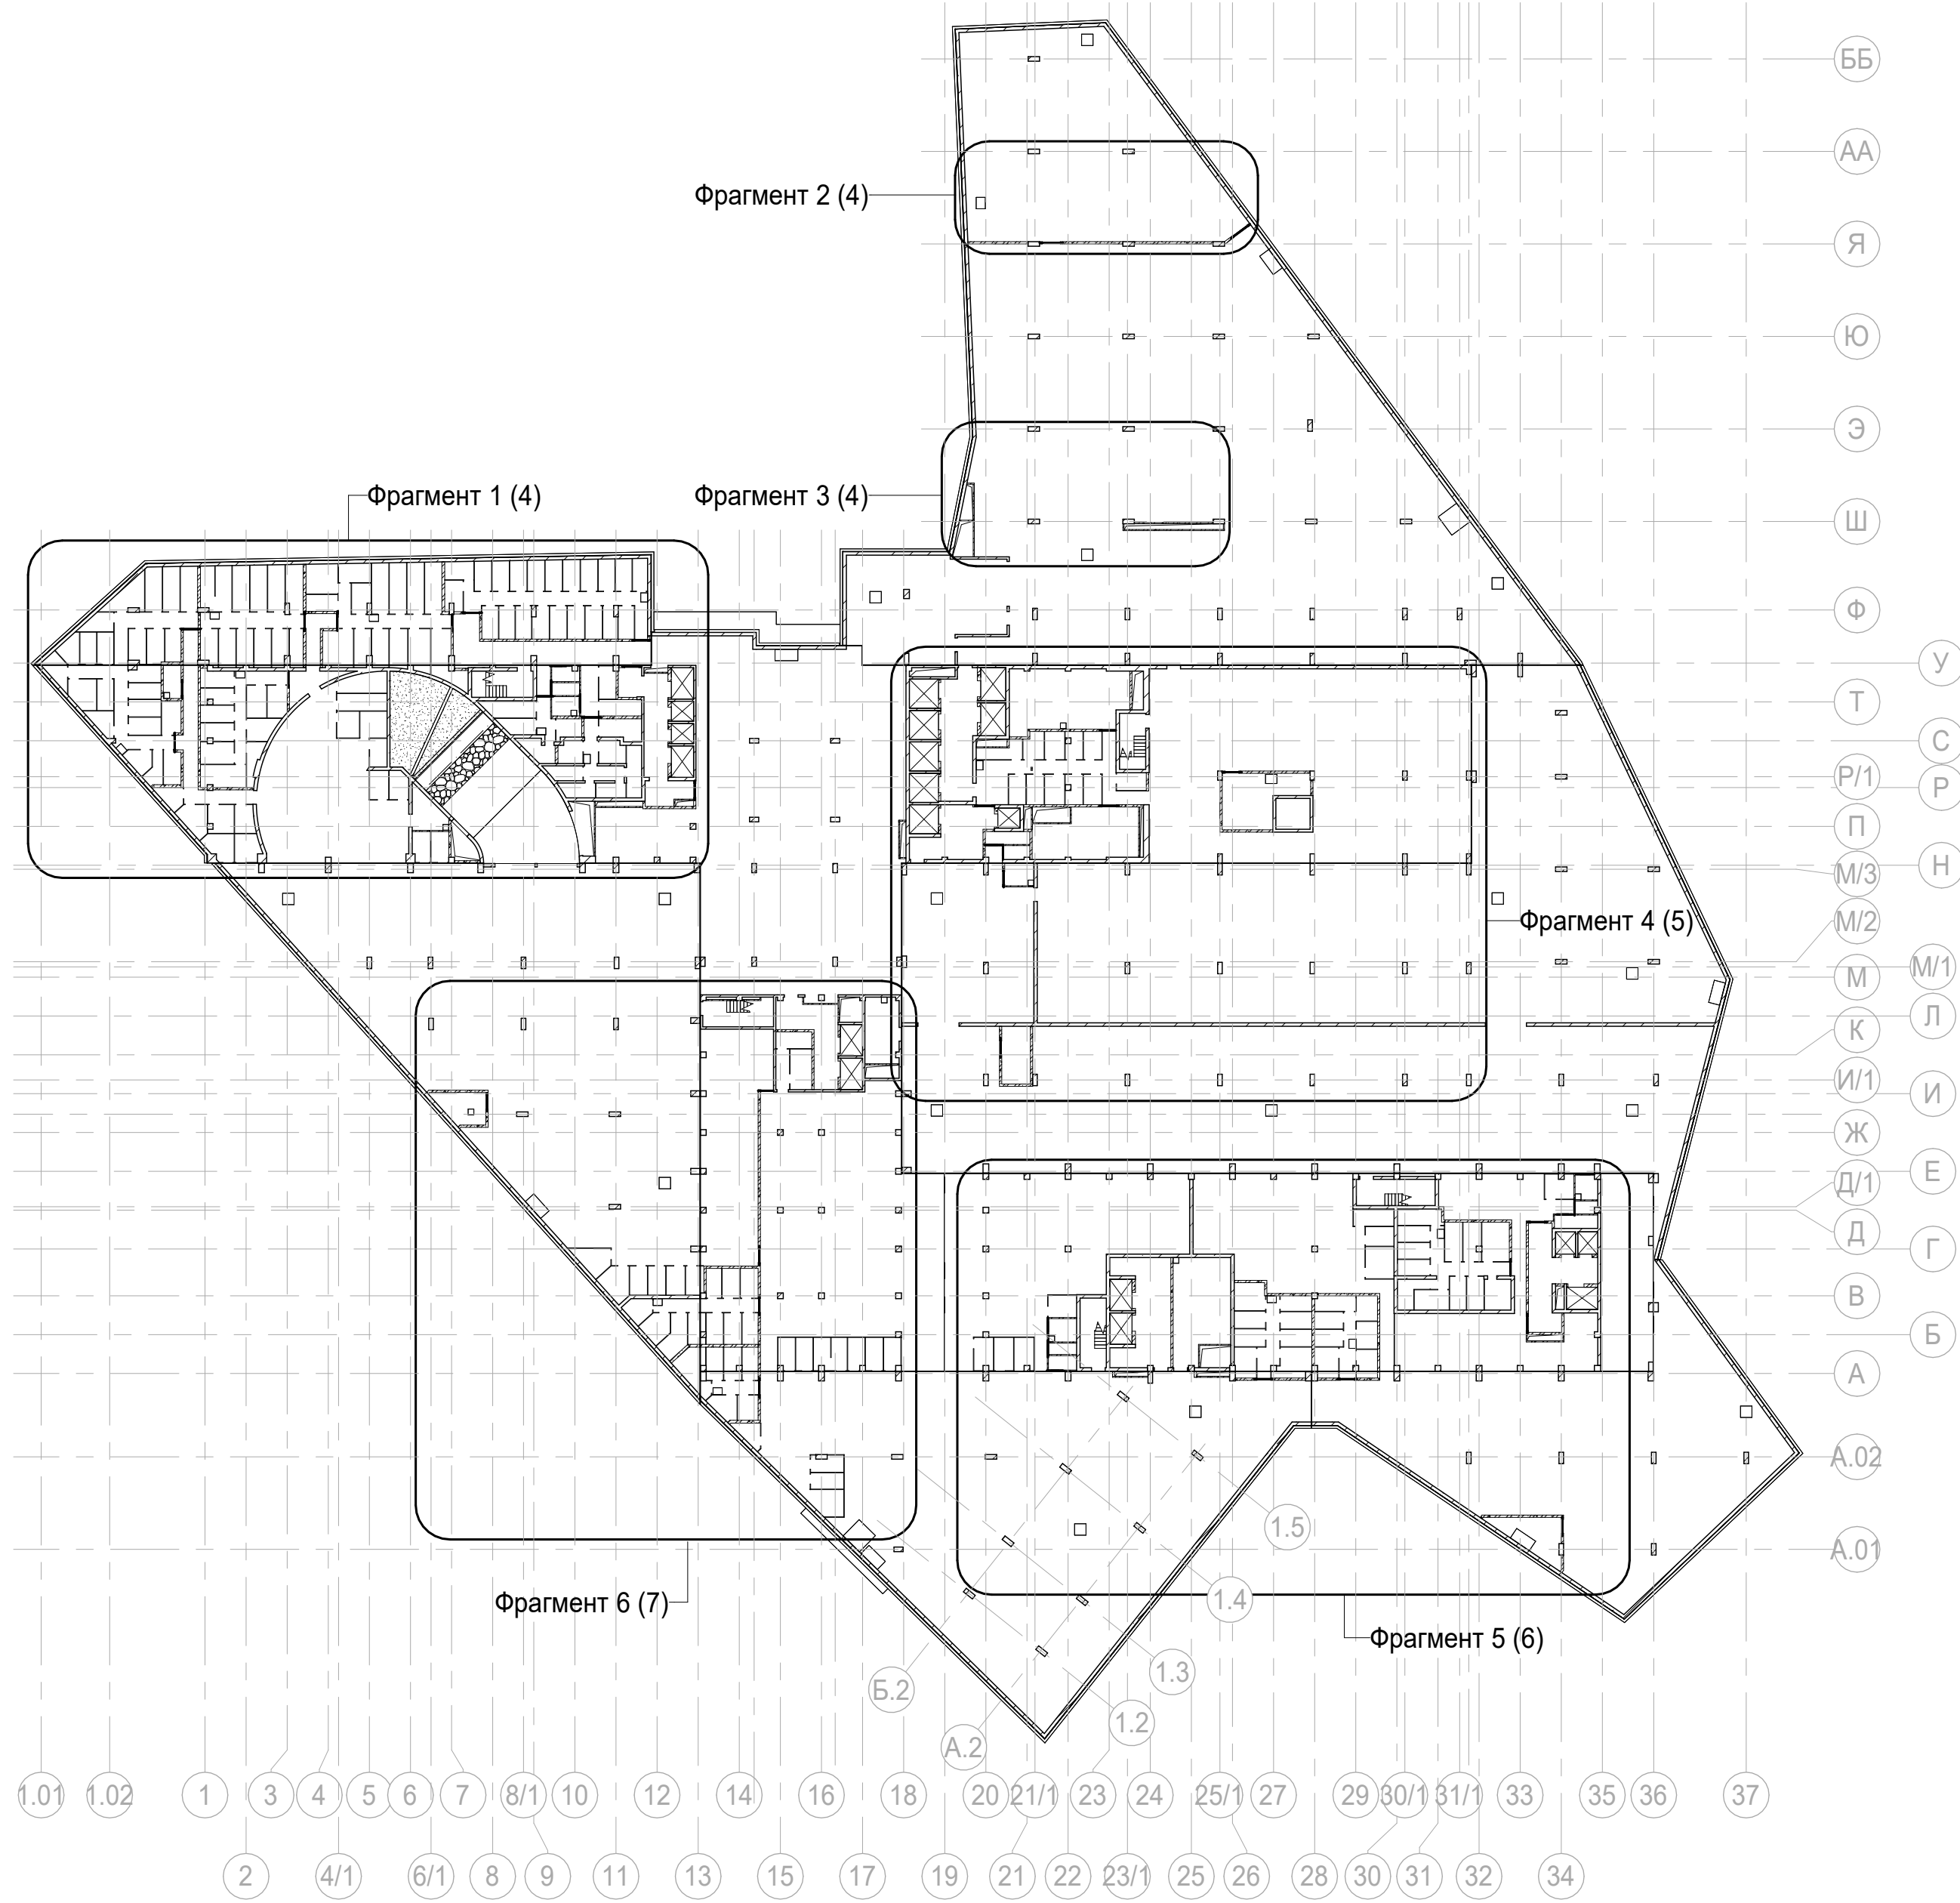 ББ
АА
Фрагмент 2 (4)
Я
Ю
Э
Фрагмент 1 (4)
Фрагмент 3 (4)
Ш
Ф
У
Т
С
Р/1
Р
П
Н
М/3
Фрагмент 4 (5)
М/2
М/1
М
Л
К
И/1
И
Ж
Е
Д/1
Д
Г
В
Б
А
А.02
1.5
А.01
1.4
Фрагмент 6 (7)
Фрагмент 5 (6)
1.3
Б.2
1.2
А.2
1.01 1.02 1 3 4 5 6 7 8/1 10 12 14 16 18 20 21/1 23 24 25/1 27 29 30/1 31/1 33 35 36 37
2 4/1 6/1 8 9 11 13 15 17 19 21 22 23/1 25 26 28 30 31 32 34